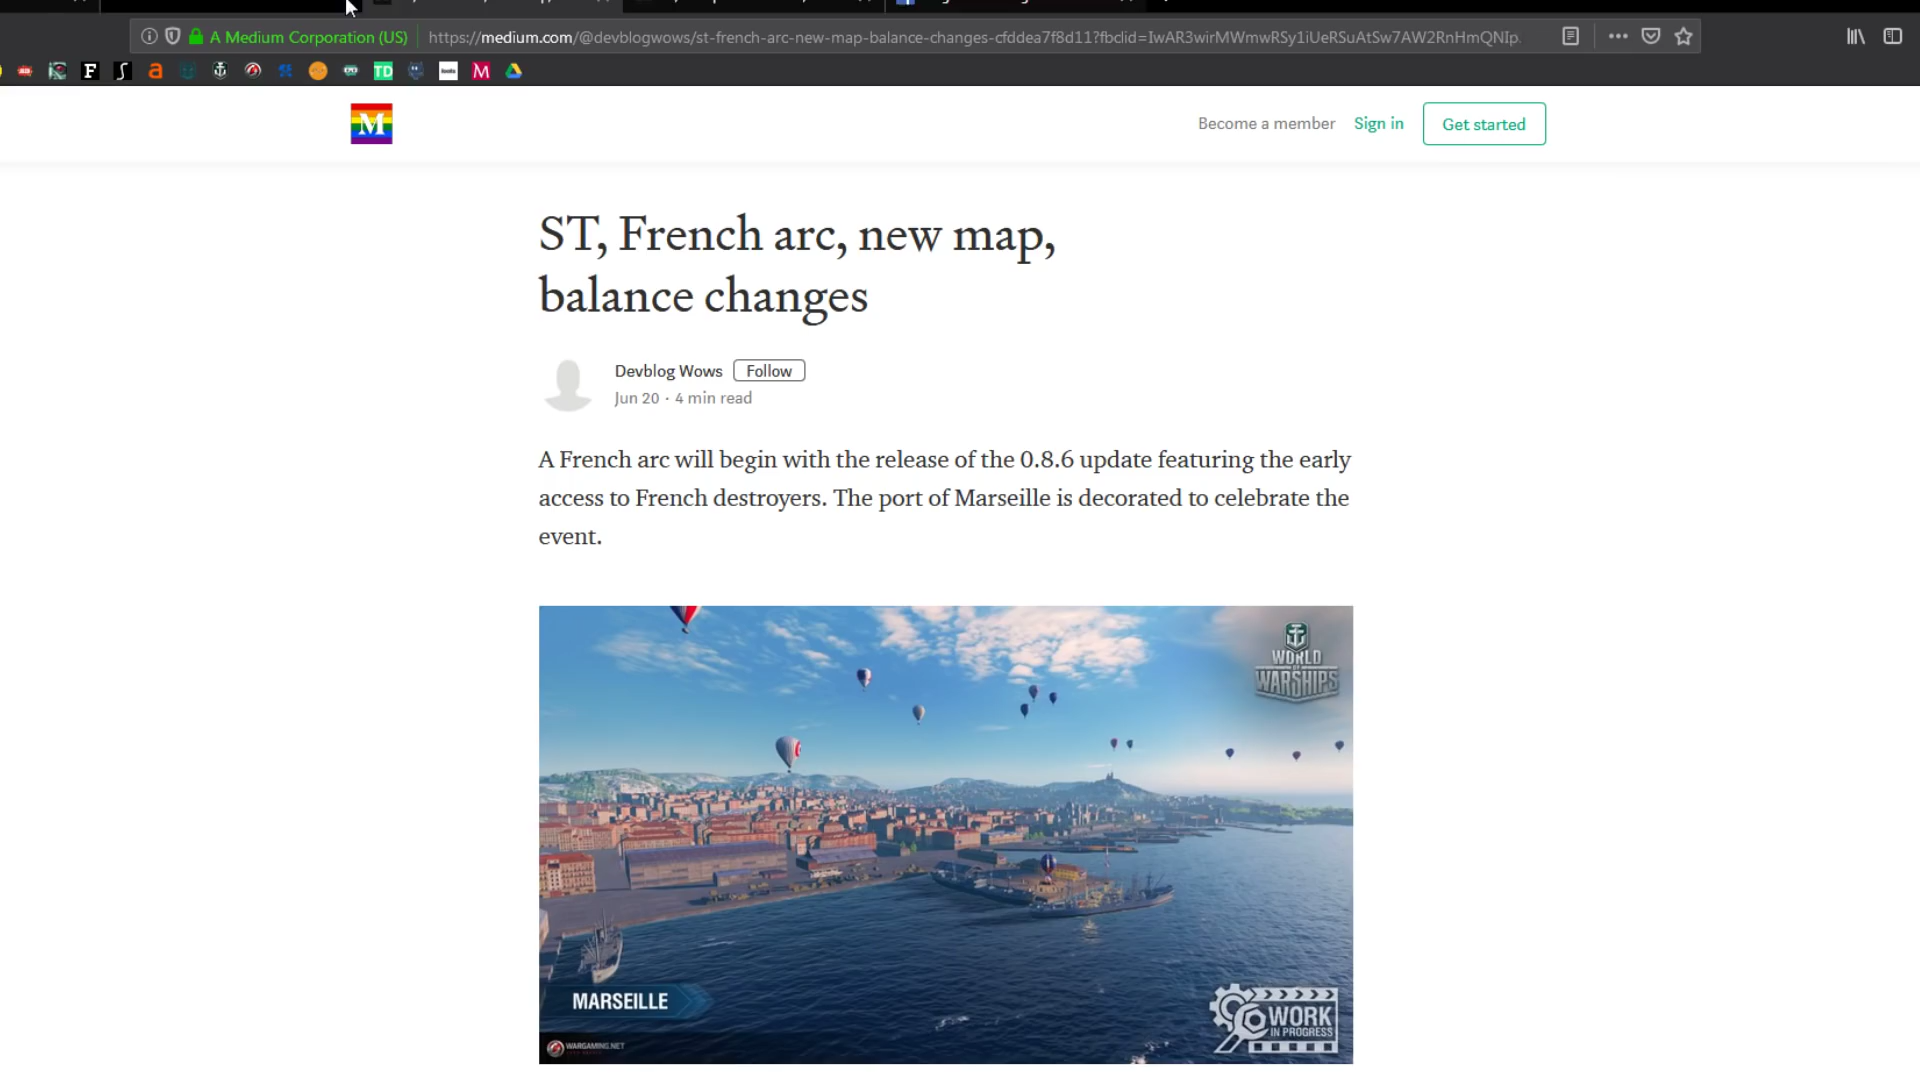 A Medium Corporation (US)
https://medium.com/@devblogwows/st-french-arc-new-map-balance-changes-cfddea7f8d11?fbclid=IwAR3wirMWmwRSy1iUeRSuAtSw7AW2RnHmQNIp
F
a
TD
M
M
Become a member
Sign in
Get started
ST, French arc, new map,
balance changes
Devblog Wows
Follow
Jun 20 · 4 min read
A French arc will begin with the release of the 0.8.6 update featuring the early
access to French destroyers. The port of Marseille is decorated to celebrate the
event.
WORLD
OF
WARSHIPS
MARSEILLE
WORK
IN PROGRESS
WARGAMING.NET